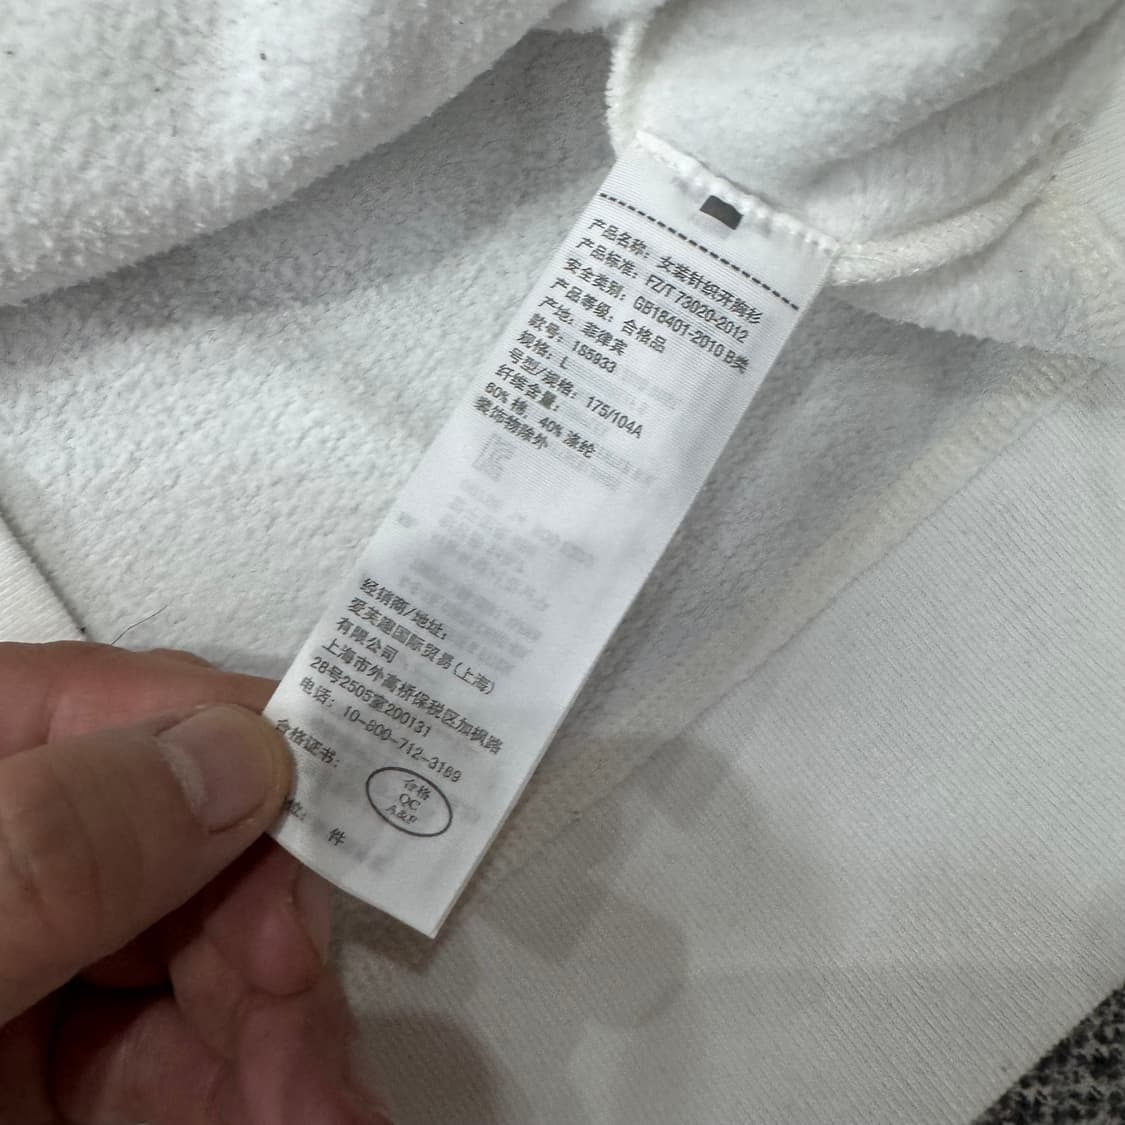 产品名称：女装针织开胸衫
产品标准：FZ/T 73020-2012
安全类别：GB18401-2010 B类
产品等级：合格品
产地：菲律宾
款号：1S5933
规格：L
号型/规格：175/104A
纤维含量：
60% 棉，40% 涤纶
装饰物除外
经销商/地址：
爱芙趣国际贸易(上海)
有限公司
上海市外高桥保税区加枫路
28号2505室200131
电话：10-800-712-3189
合格证书：
合格
QC
A&F
件